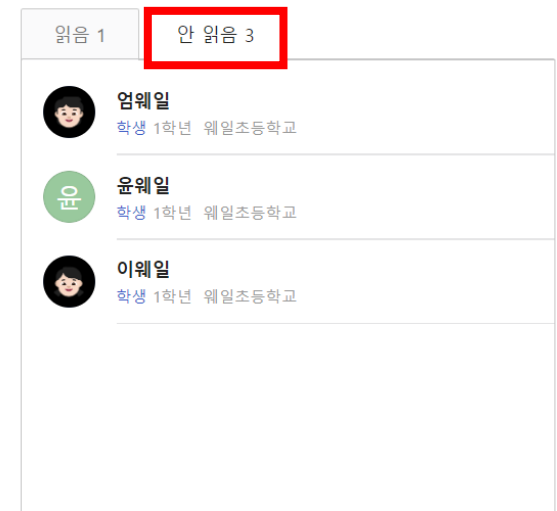 읽음 1 안 읽음 3
엄웨일
학생 1학년 웨일초등학교
윤
윤웨일
학생 1학년 웨일초등학교
이웨일
학생 1학년 웨일초등학교